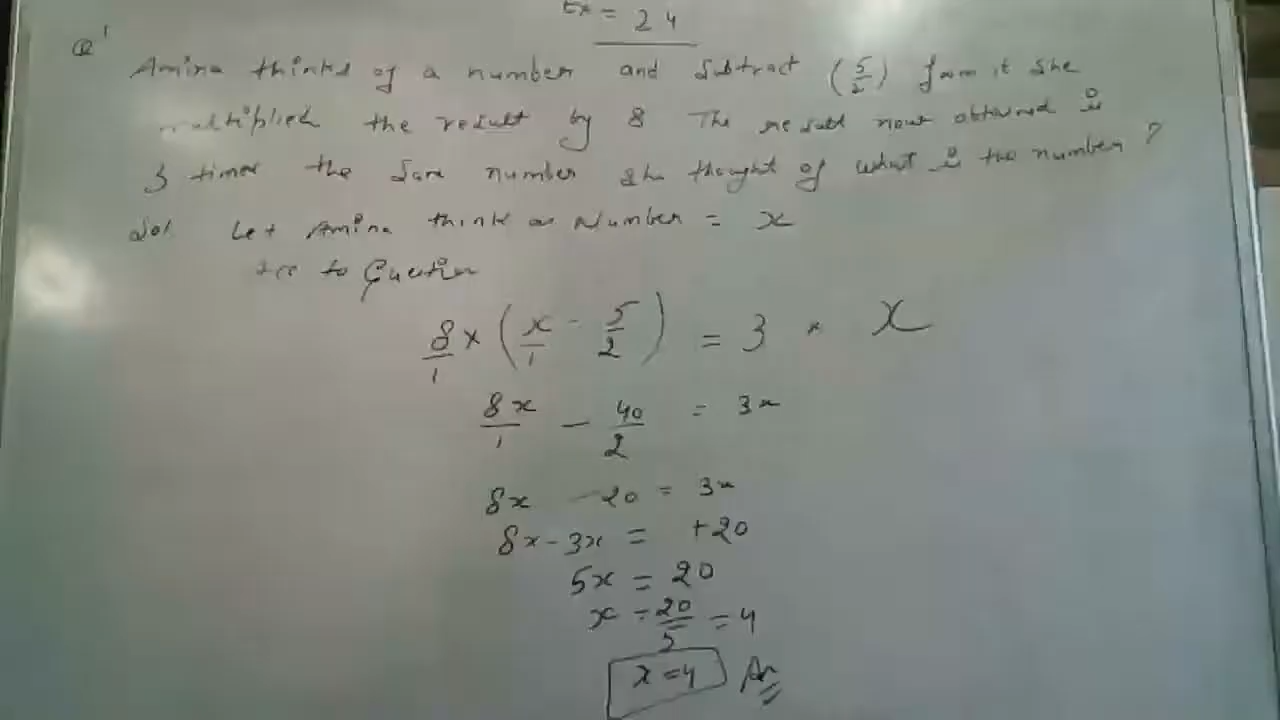 Ex = 24
Q 1
Amina thinks of a number and subtract (5/2) from it she
multiplied the result by 8 The result now obtained is
3 times the same number she thought of what is the number ?
Sol Let Amina think a Number = x
Acc to Question
8/1 × (x/1 - 5/2) = 3 × x
8x/1 - 40/2 = 3x
8x - 20 = 3x
8x - 3x = +20
5x = 20
x = 20/5 = 4
x = 4 An